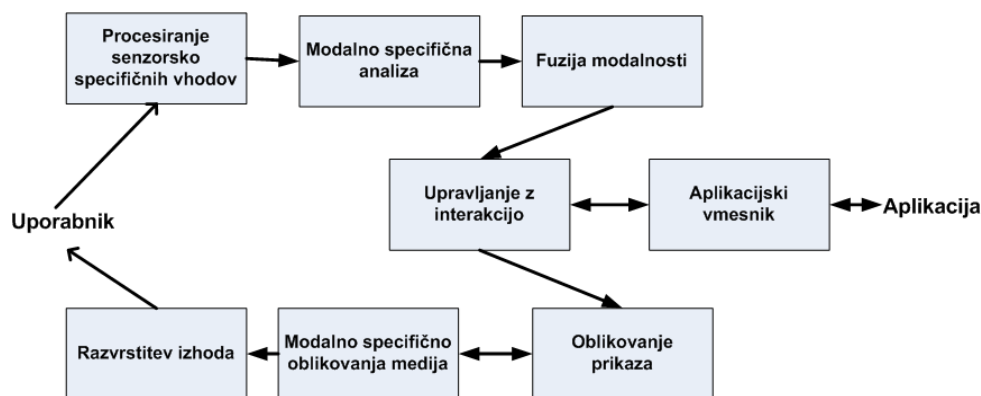 Procesiranje
senzorsko
specifičnih vhodov
Modalno specifična
analiza
Fuzija modalnosti
Upravljanje z
interakcijo
Aplikacijski
vmesnik
Aplikacija
Uporabnik
Razvrstitev izhoda
Modalno specifično
oblikovanja medija
Oblikovanje
prikaza